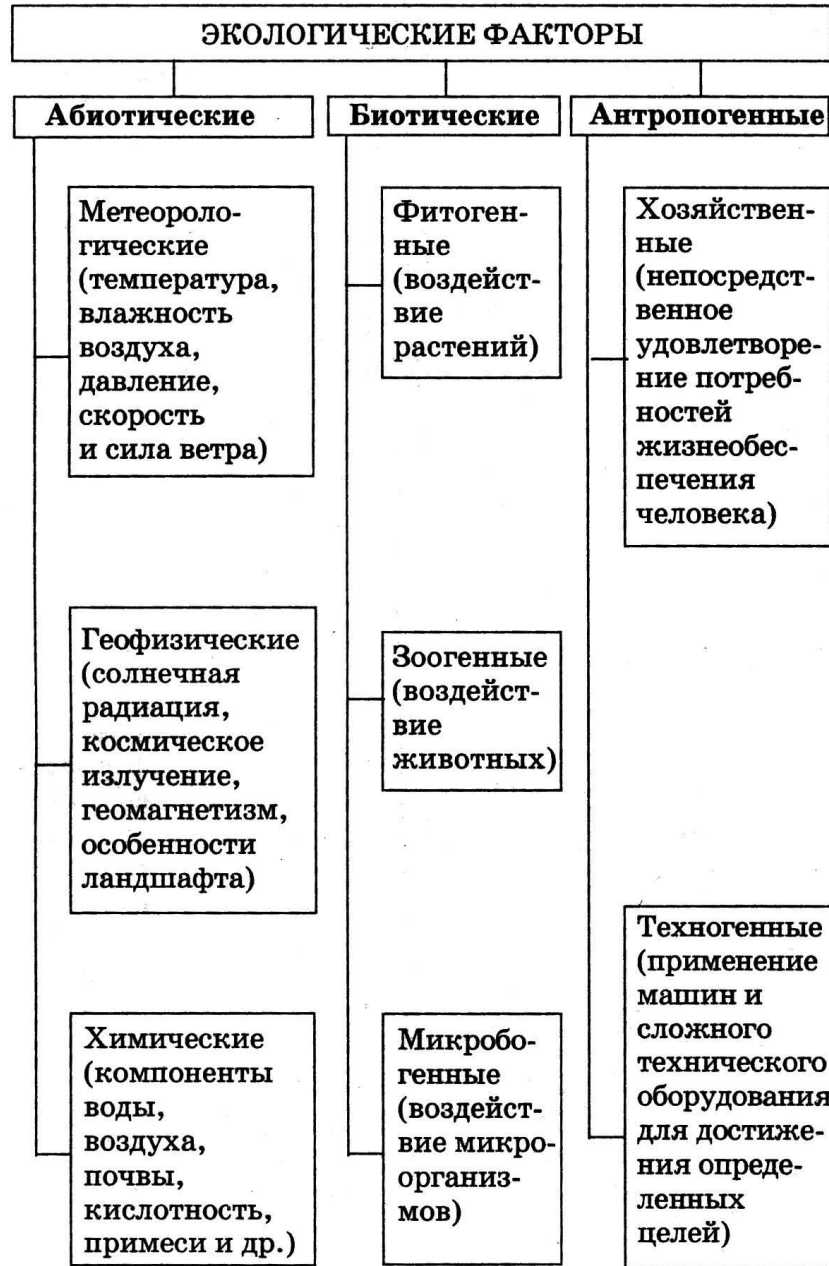 ЭКОЛОГИЧЕСКИЕ ФАКТОРЫ
Абиотические
Биотические
Антропогенные
Метеороло-
гические
(температура,
влажность
воздуха,
давление,
скорость
и сила ветра)
Фитоген-
ные
(воздейст-
вие
растений)
Хозяйствен-
ные
(непосредст-
венное
удовлетворе-
ние потреб-
ностей
жизнеобес-
печения
человека)
Геофизические
(солнечная
радиация,
космическое
излучение,
геомагнетизм,
особенности
ландшафта)
Зоогенные
(воздейст-
вие
животных)
Химические
(компоненты
воды,
воздуха,
почвы,
кислотность,
примеси и др.)
Микробо-
генные
(воздейст-
вие микро-
организ-
мов)
Техногенные
(применение
машин и
сложного
технического
оборудования
для достиже-
ния опреде-
ленных
целей)